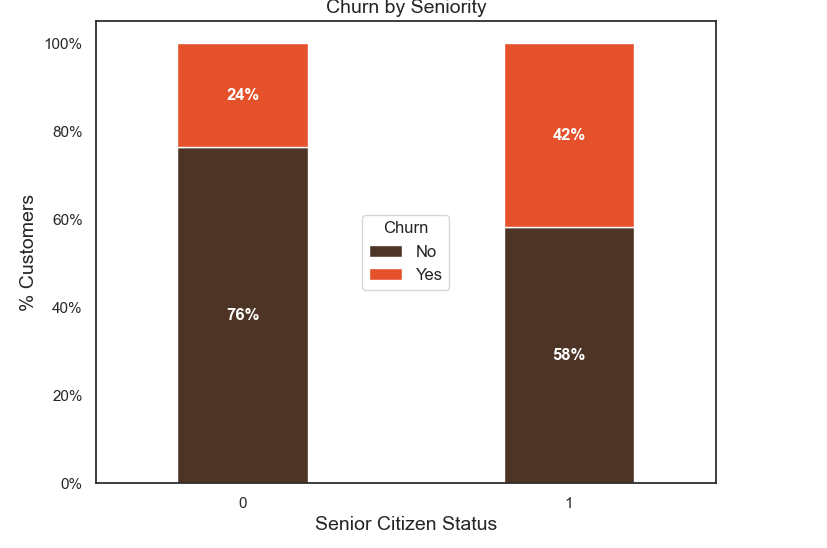 Churn by Seniority
100%
80%
60%
40%
20%
0%
% Customers
24%
76%
42%
58%
Churn
No
Yes
0
1
Senior Citizen Status